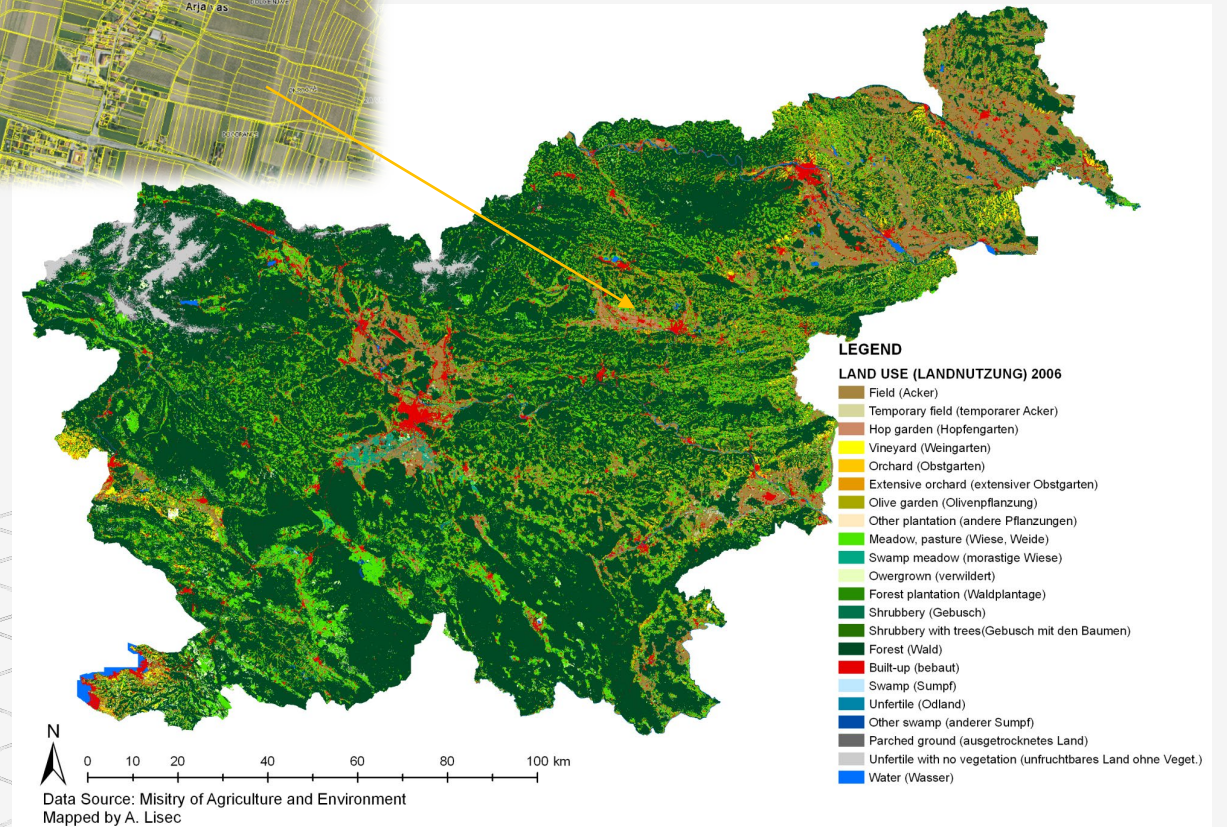 Arja vas
LEGEND
LAND USE (LANDNUTZUNG) 2006
Field (Acker)
Temporary field (temporarer Acker)
Hop garden (Hopfengarten)
Vineyard (Weingarten)
Orchard (Obstgarten)
Extensive orchard (extensiver Obstgarten)
Olive garden (Olivenpflanzung)
Other plantation (andere Pflanzungen)
Meadow, pasture (Wiese, Weide)
Swamp meadow (morastige Wiese)
Owergrown (verwildert)
Forest plantation (Waldplantage)
Shrubbery (Gebusch)
Shrubbery with trees(Gebusch mit den Baumen)
Forest (Wald)
Built-up (bebaut)
Swamp (Sumpf)
Unfertile (Odland)
Other swamp (anderer Sumpf)
Parched ground (ausgetrocknetes Land)
Unfertile with no vegetation (unfruchtbares Land ohne Veget.)
Water (Wasser)
N
0 10 20 40 60 80 100 km
Data Source: Misitry of Agriculture and Environment
Mapped by A. Lisec